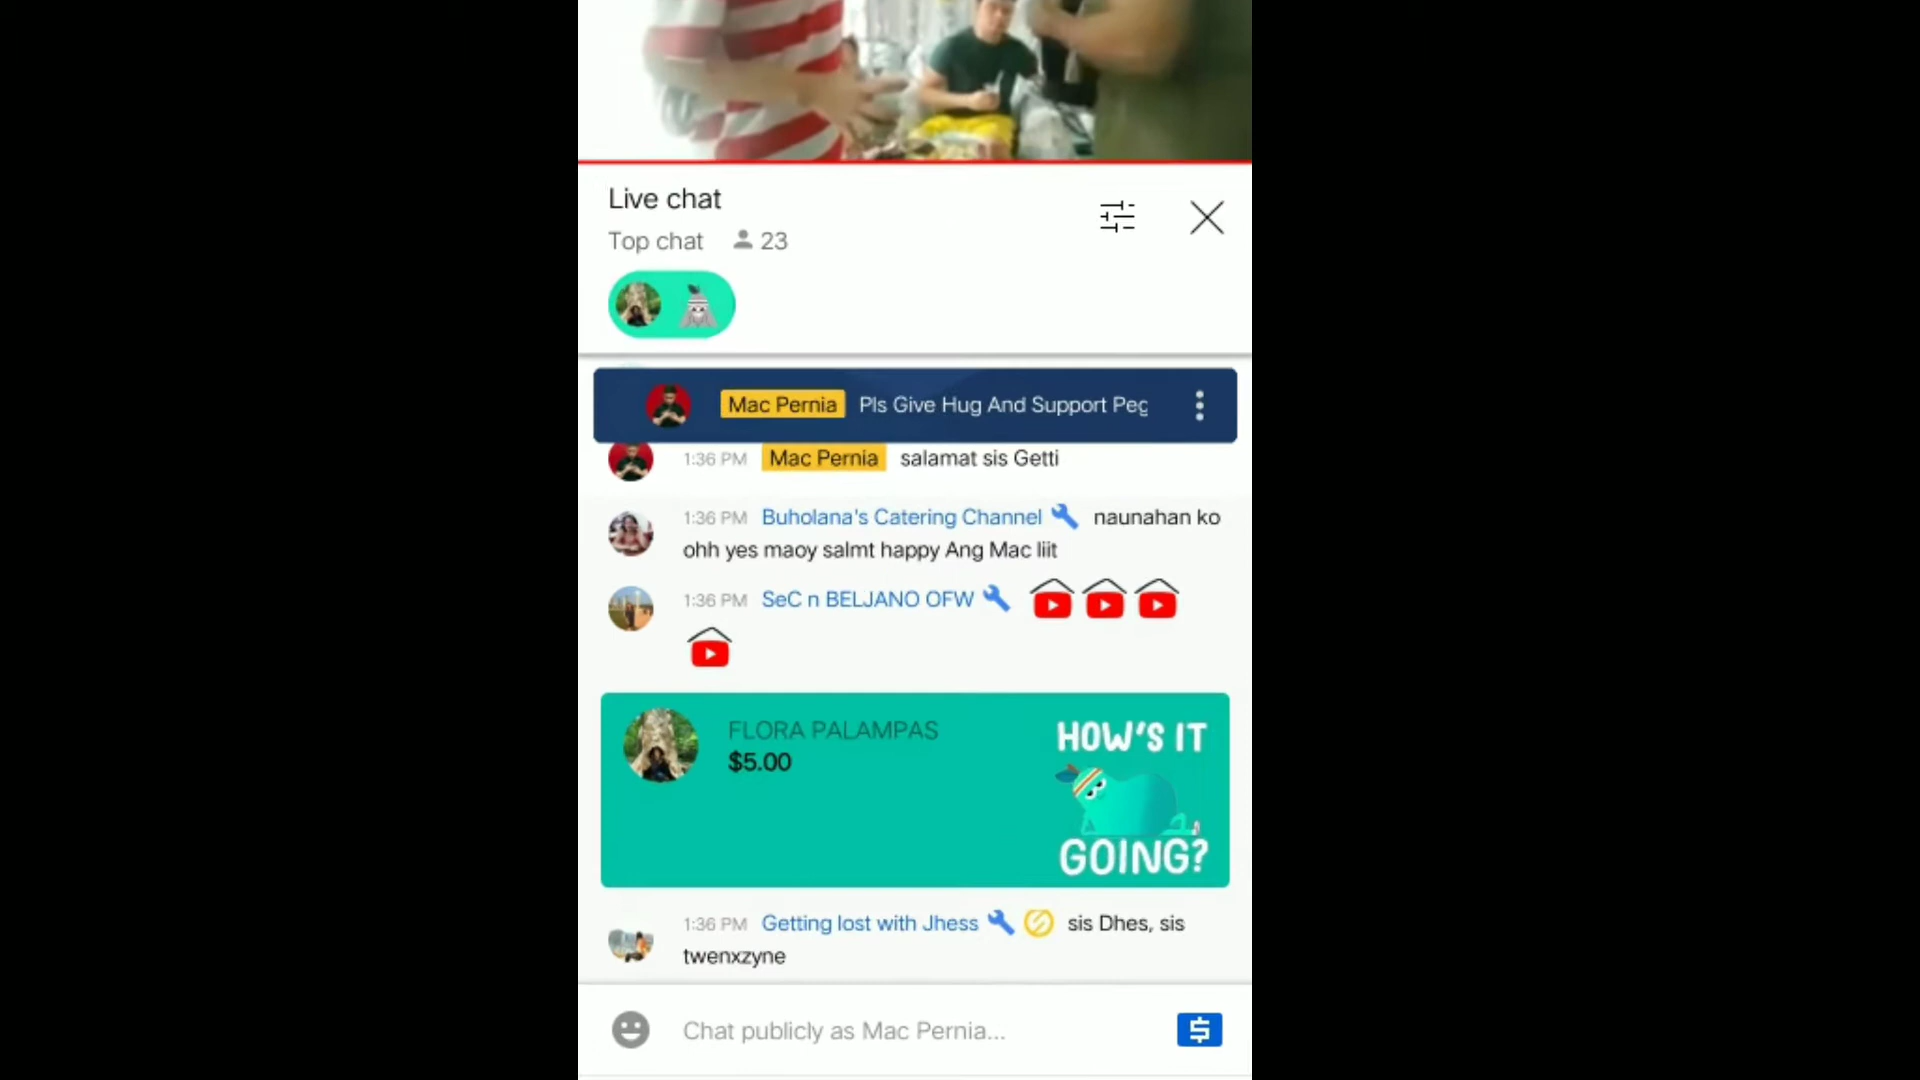 Live chat
Top chat 23
Mac Pernia Pls Give Hug And Support Peg
1:36 PM Mac Pernia salamat sis Getti
1:36 PM Buholana's Catering Channel naunahan ko
ohh yes maoy salmt happy Ang Mac liit
1:36 PM SeC n BELJANO OFW
FLORA PALAMPAS
$5.00
HOW'S IT
GOING?
1:36 PM Getting lost with Jhess sis Dhes, sis
twenxzyne
Chat publicly as Mac Pernia...